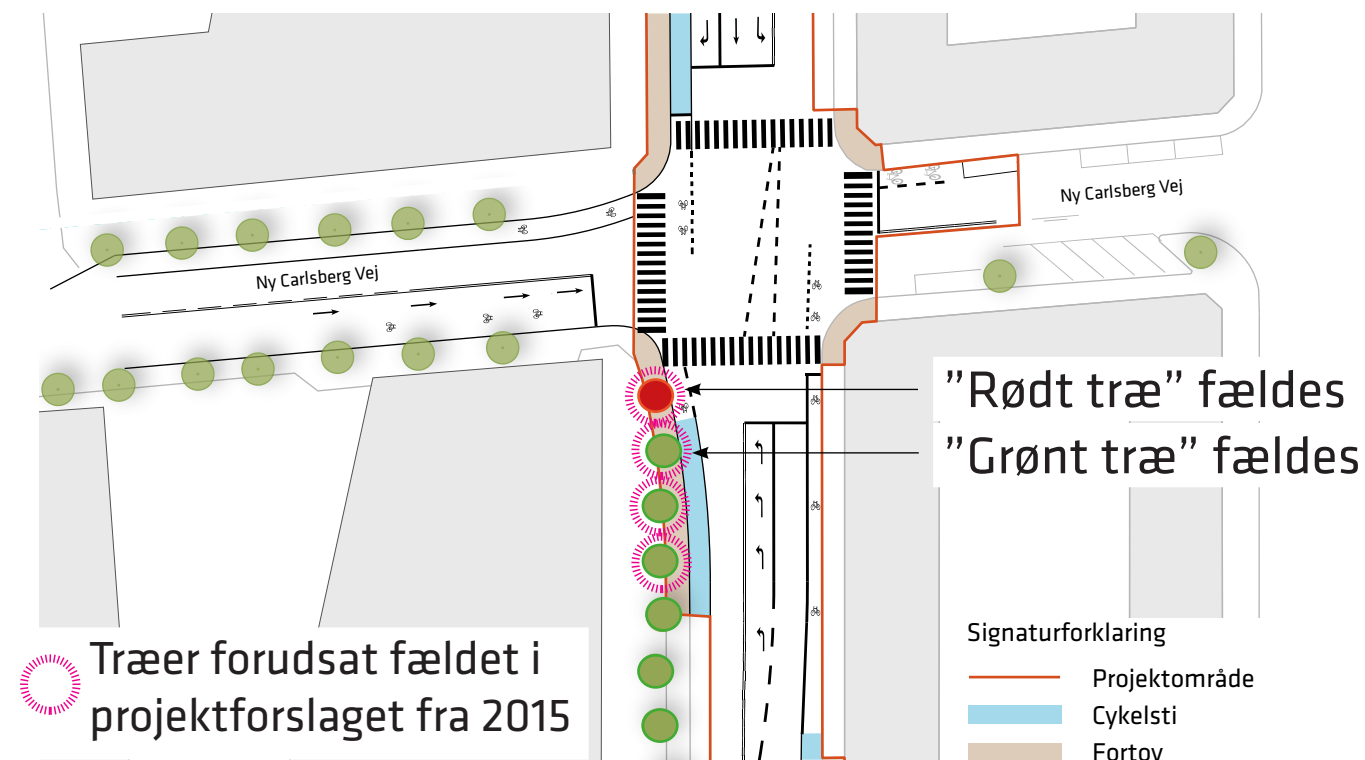 Ny Carlsberg Vej
Ny Carlsberg Vej
”Rødt træ” fældes
”Grønt træ” fældes
Træer forudsat fældet i
projektforslaget fra 2015
Signaturforklaring
Projektområde
Cykelsti
Fortov